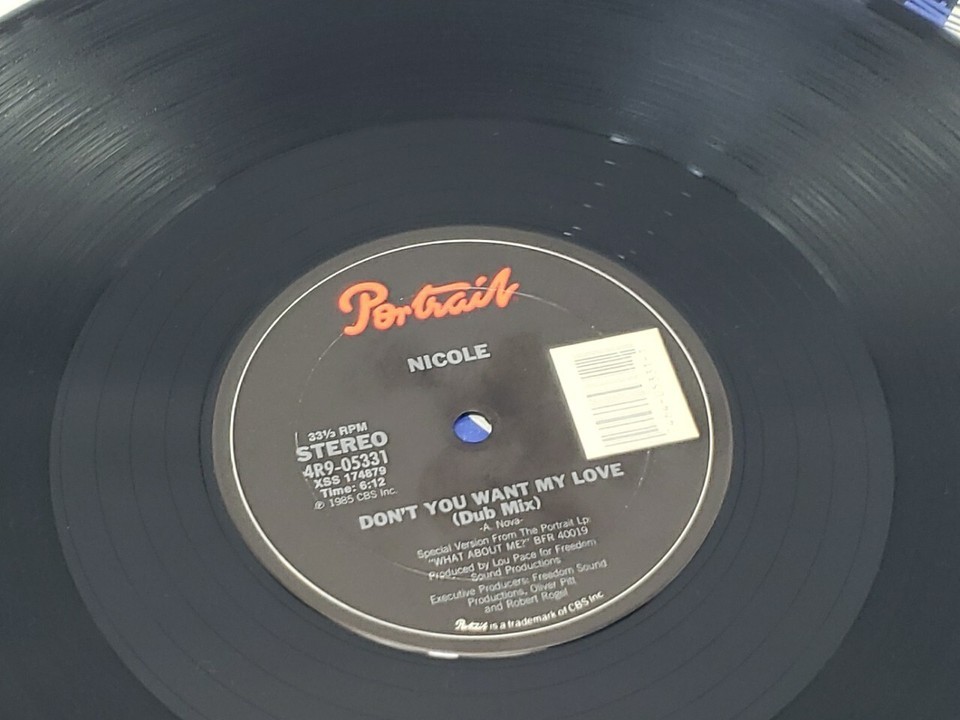 Portrait
NICOLE
33⅓ RPM
STEREO
4R9-05331
XSS 174879
Time: 6:12
℗ 1985 CBS Inc.
DON'T YOU WANT MY LOVE
(Dub Mix)
-A. Nova-
Special Version From The Portrait Lp:
"WHAT ABOUT ME?" BFR 40019
Produced by Lou Pace for Freedom
Sound Productions
Executive Producers: Freedom Sound
Productions, Oliver Pitt
and Robert Rogel
Portrait is a trademark of CBS Inc